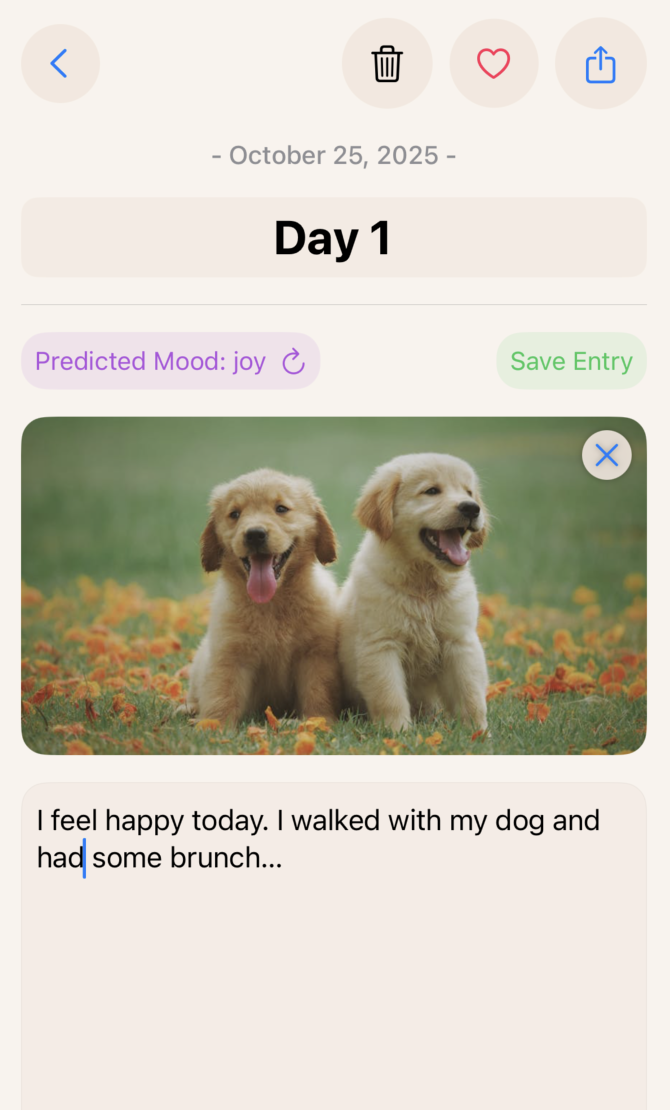 - October 25, 2025 -
Day 1
Predicted Mood: joy
Save Entry
I feel happy today. I walked with my dog and
had some brunch...